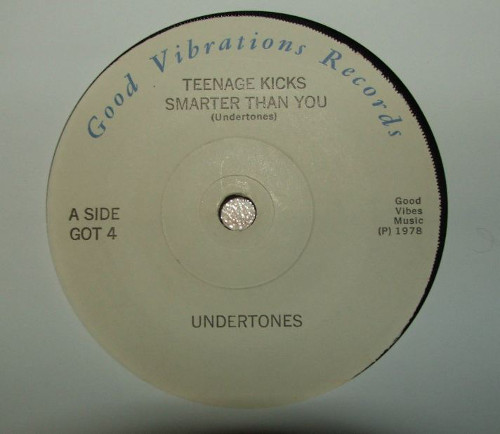 Good Vibrations Records
TEENAGE KICKS
SMARTER THAN YOU
(Undertones)
A SIDE
GOT 4
Good
Vibes
Music
(P) 1978
UNDERTONES